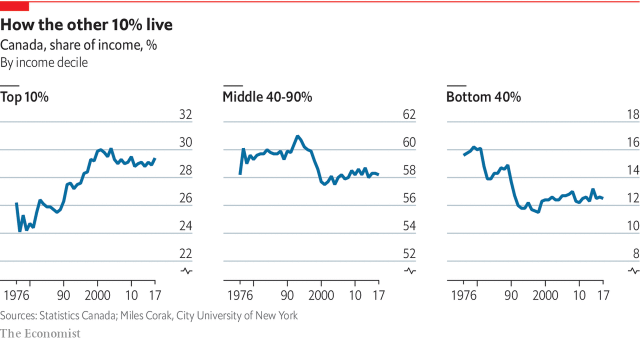 How the other 10% live
Canada, share of income, %
By income decile
Top 10%
32
30
28
26
24
22
1976 90 2000 10 17
Middle 40-90%
62
60
58
56
54
52
1976 90 2000 10 17
Bottom 40%
18
16
14
12
10
8
1976 90 2000 10 17
Sources: Statistics Canada; Miles Corak, City University of New York
The Economist